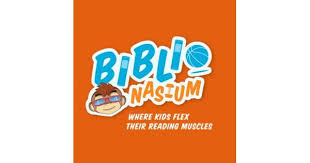 BIBLIO
NASIUM
WHERE KIDS FLEX
THEIR READING MUSCLES